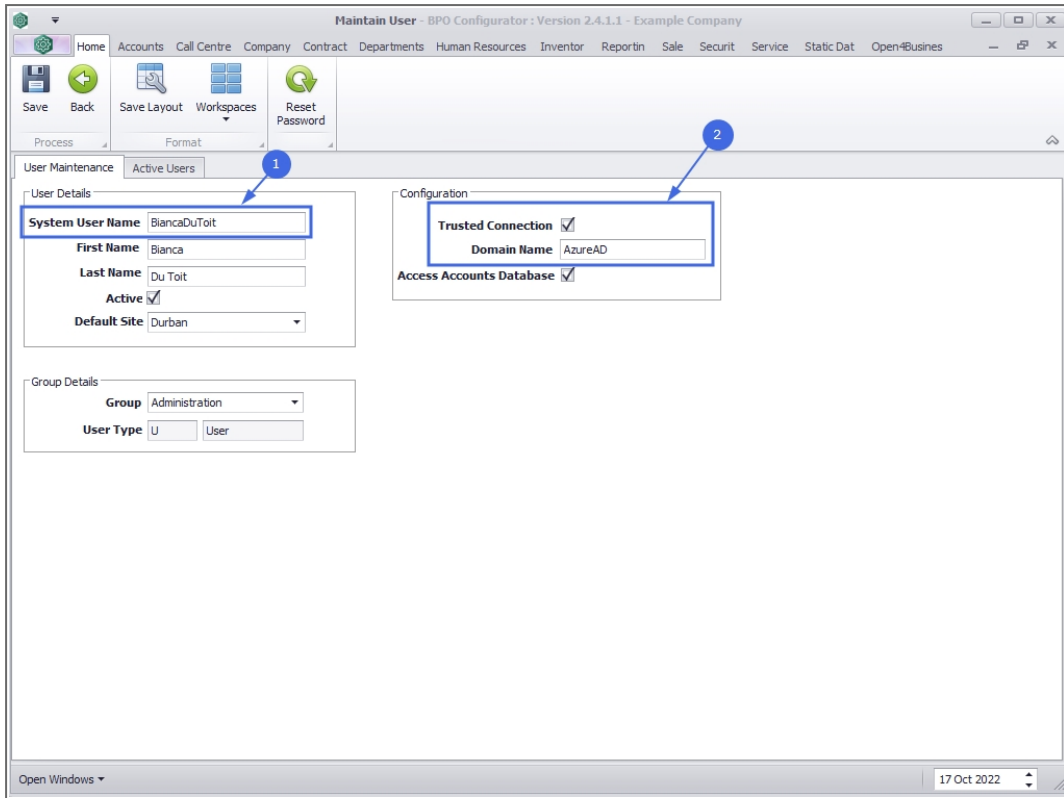 Maintain User - BPO Configurator : Version 2.4.1.1 - Example Company
Home Accounts Call Centre Company Contract Departments Human Resources Inventor Reportin Sale Securit Service Static Dat Open4Busines
Save Back Save Layout Workspaces Reset Password
Process Format
2
User Maintenance Active Users
1
User Details
System User Name BiancaDuToit
First Name Bianca
Last Name Du Toit
Active
Default Site Durban
Configuration
Trusted Connection
Domain Name AzureAD
Access Accounts Database
Group Details
Group Administration
User Type U User
Open Windows
17 Oct 2022